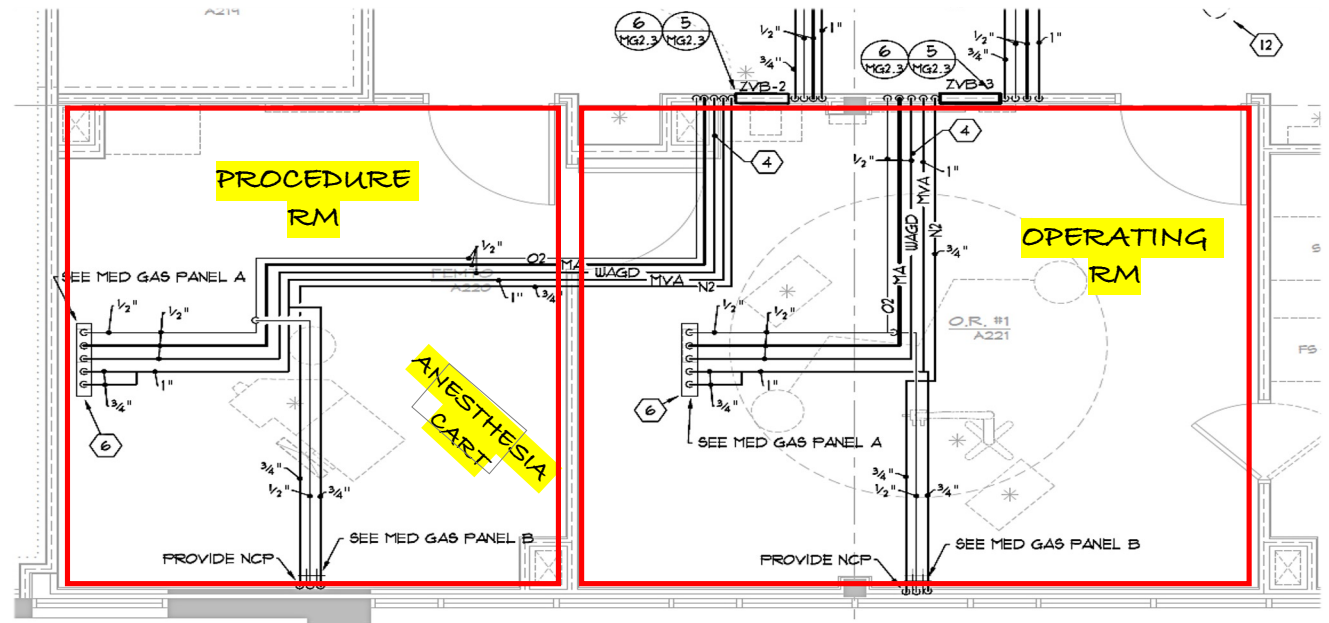 A214
6 5
MG2.3 MG2.3
1/2"
1"
3/4"
6 5
MG2.3 MG2.3
1/2"
1"
3/4"
12
ZVB-2
ZVB-3
4
4
1/2"
1"
PROCEDURE
RM
OPERATING
RM
MVA
WAGD
N2
MA
O2
3/4"
1/2"
O2
MA
WAGD
MVA
N2
1"
3/4"
A220
SEE MED GAS PANEL A
1/2"
1/2"
1"
3/4"
6
1/2"
1/2"
1"
3/4"
6
SEE MED GAS PANEL A
O.R. #1
A221
FS
S
ANESTHESIA
CART
3/4"
1/2"
3/4"
3/4"
1/2"
3/4"
PROVIDE NCP
SEE MED GAS PANEL B
PROVIDE NCP
SEE MED GAS PANEL B